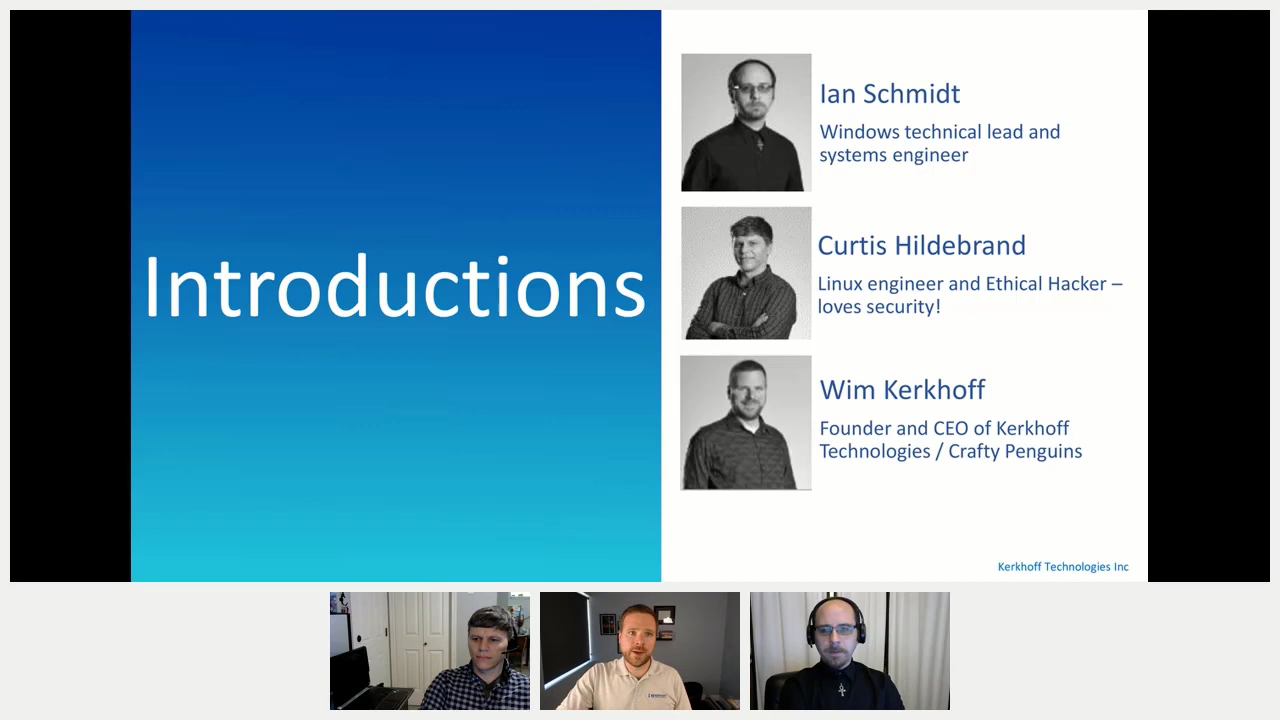 Introductions
Ian Schmidt
Windows technical lead and
systems engineer
Curtis Hildebrand
Linux engineer and Ethical Hacker –
loves security!
Wim Kerkhoff
Founder and CEO of Kerkhoff
Technologies / Crafty Penguins
Kerkhoff Technologies Inc